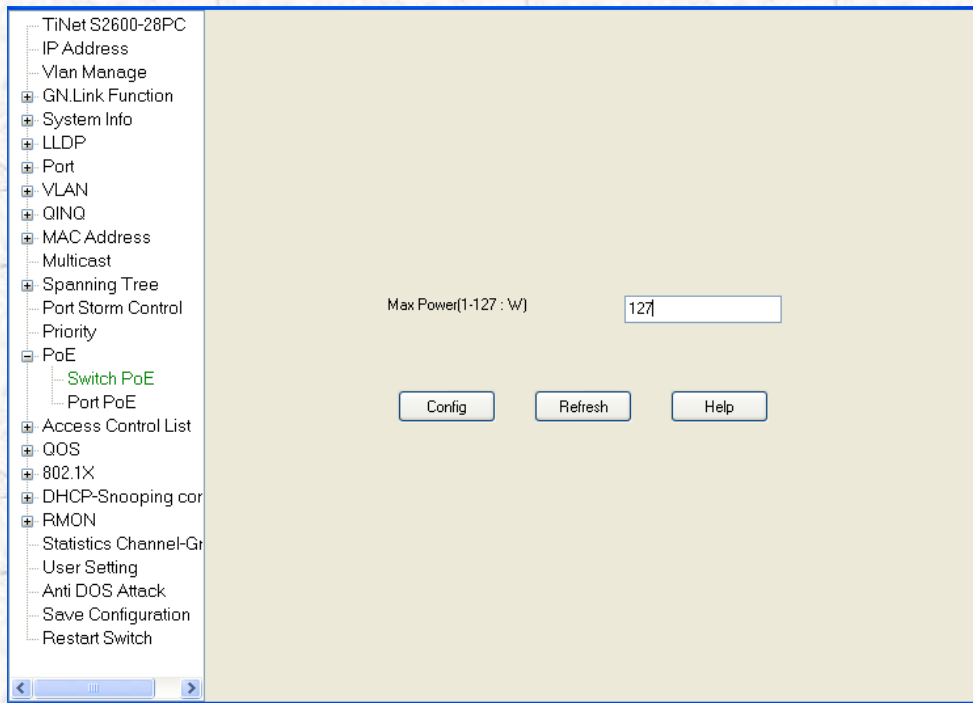 TiNet S2600-28PC
IP Address
Vlan Manage
GN.Link Function
System Info
LLDP
Port
VLAN
QINQ
MAC Address
Multicast
Spanning Tree
Port Storm Control
Priority
PoE
Switch PoE
Port PoE
Access Control List
QOS
802.1X
DHCP-Snooping cor
RMON
Statistics Channel-Gr
User Setting
Anti DOS Attack
Save Configuration
Restart Switch
Max Power(1-127 : W) 127
Config Refresh Help